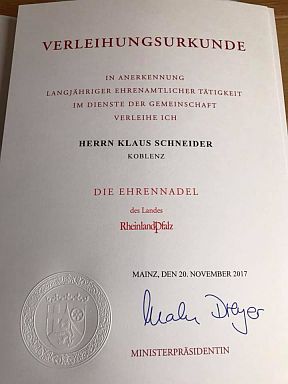 VERLEIHUNGSURKUNDE
IN ANERKENNUNG
LANGJÄHRIGER EHRENAMTLICHER TÄTIGKEIT
IM DIENSTE DER GEMEINSCHAFT
VERLEIHE ICH
HERRN KLAUS SCHNEIDER
KOBLENZ
DIE EHRENNADEL
des Landes
RheinlandPfalz
MAINZ, DEN 20. NOVEMBER 2017
Malu Dreyer
MINISTERPRÄSIDENTIN